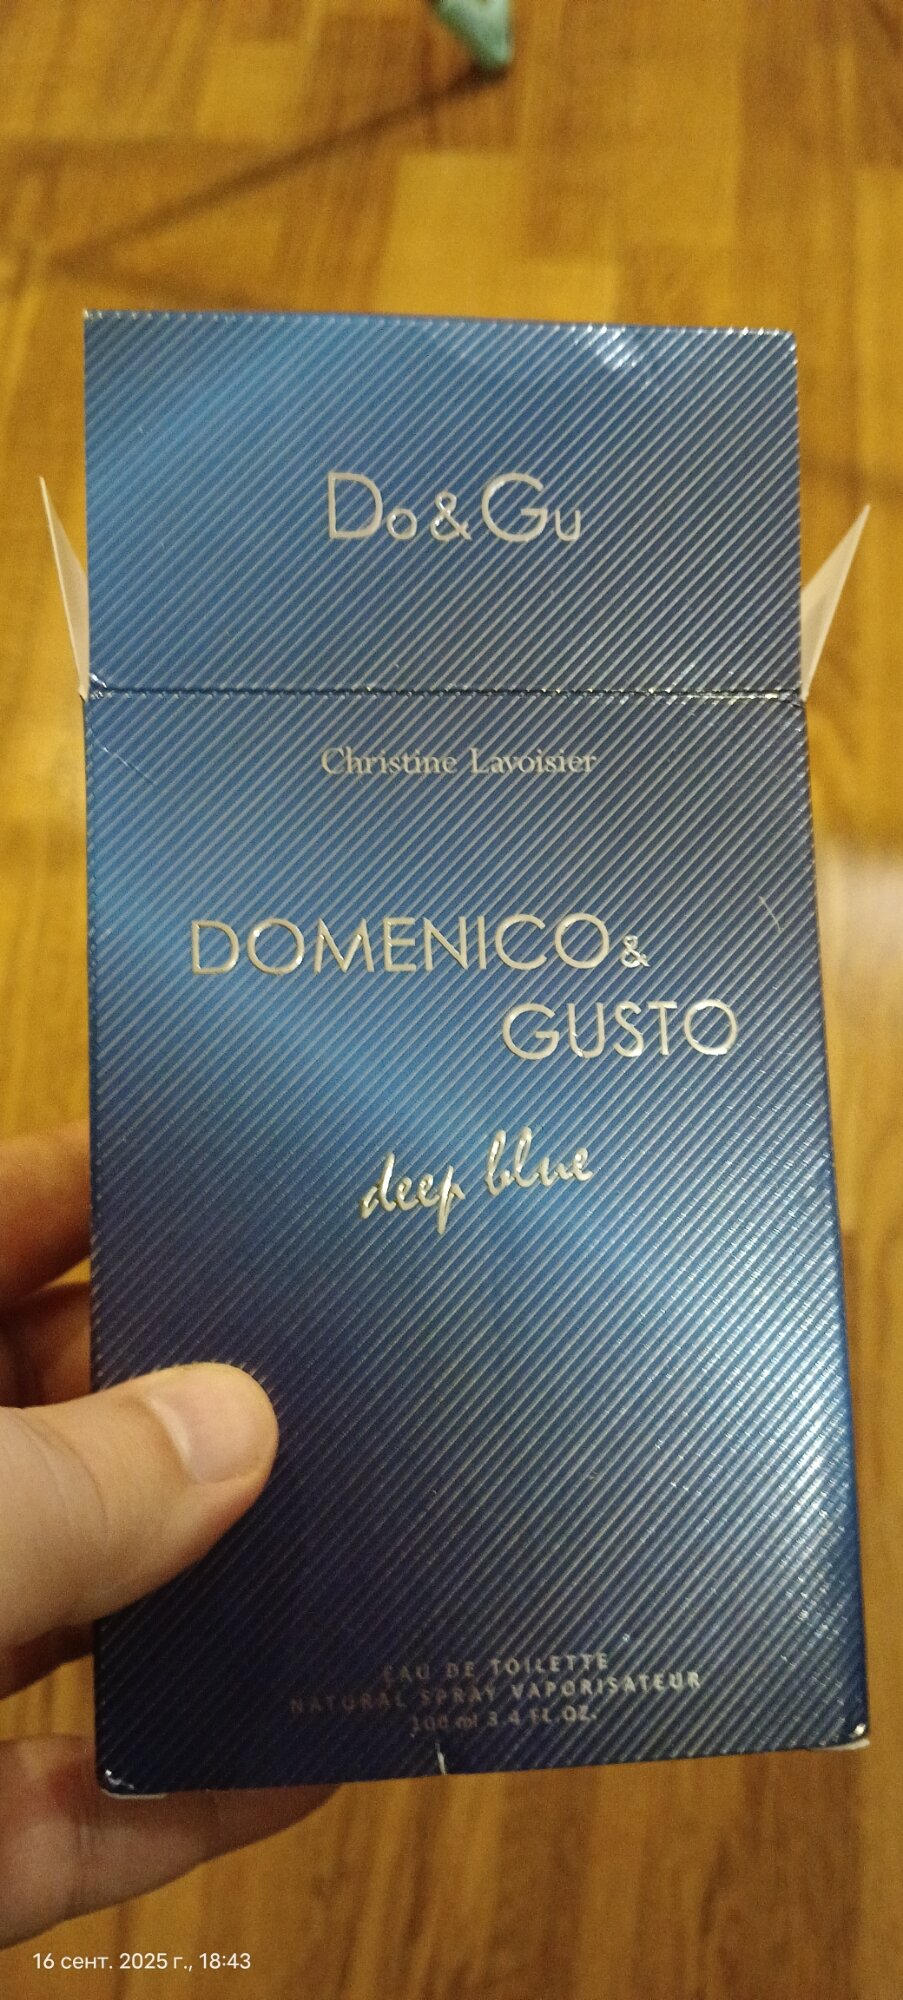 Do & Gu
Christine Lavoisier
DOMENICO &
GUSTO
deep blue
EAU DE TOILETTE
NATURAL SPRAY VAPORISATEUR
100 ml 3.4 FL.OZ.
16 сент. 2025 г., 18:43